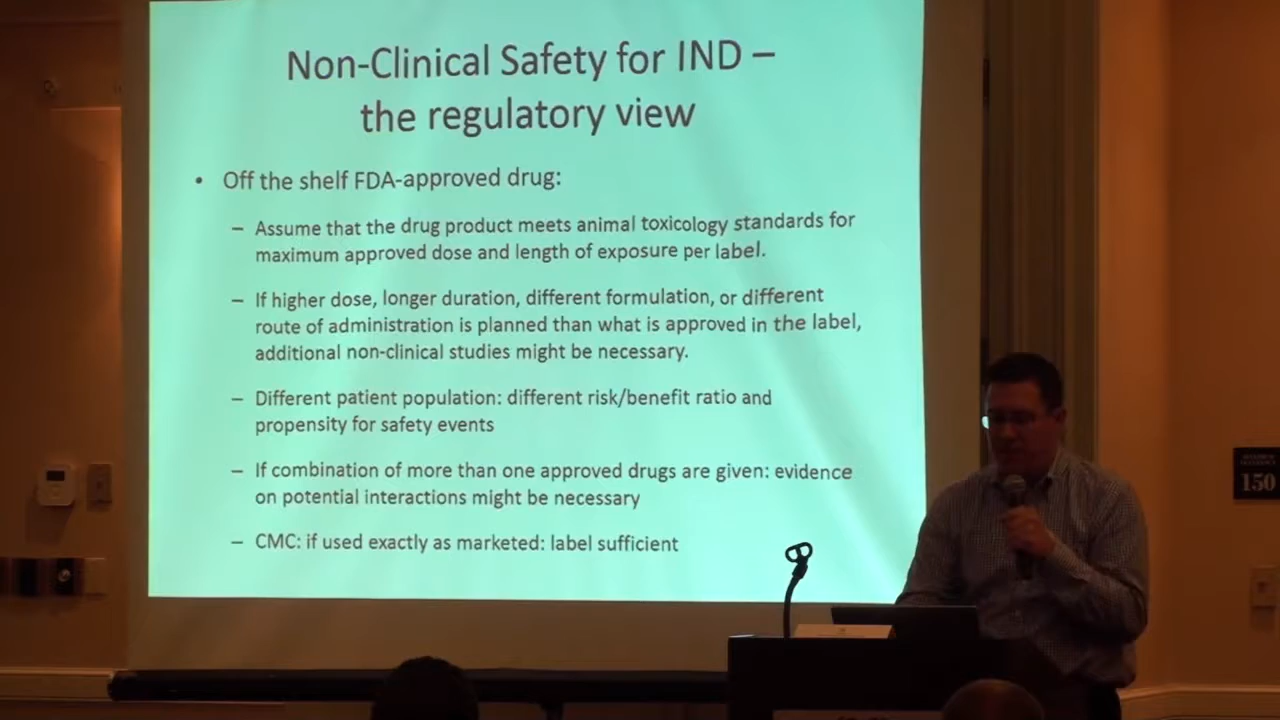 Non-Clinical Safety for IND –
the regulatory view
• Off the shelf FDA-approved drug:
– Assume that the drug product meets animal toxicology standards for
maximum approved dose and length of exposure per label.
– If higher dose, longer duration, different formulation, or different
route of administration is planned than what is approved in the label,
additional non-clinical studies might be necessary.
– Different patient population: different risk/benefit ratio and
propensity for safety events
– If combination of more than one approved drugs are given: evidence
on potential interactions might be necessary
– CMC: if used exactly as marketed: label sufficient
150